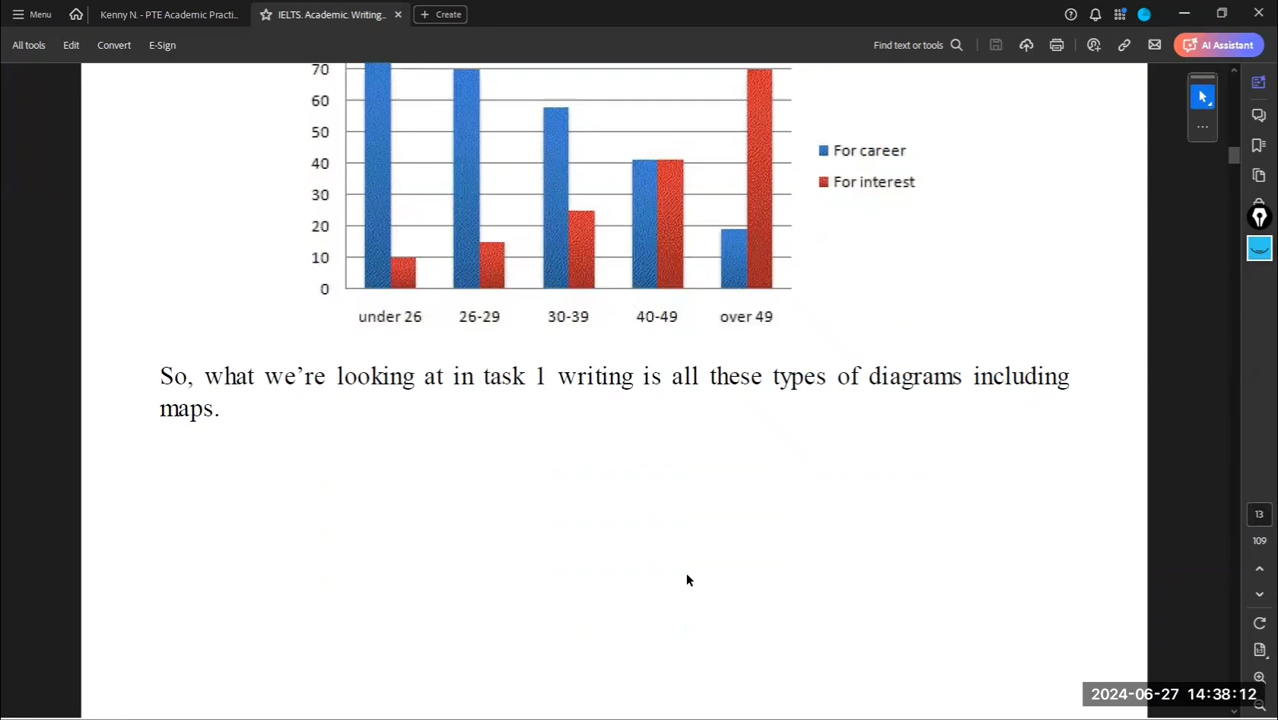 Menu
Kenny N. - PTE Academic Practi...
IELTS. Academic. Writing...
Create
All tools Edit Convert E-Sign
Find text or tools
AI Assistant
70
60
50
40
30
20
10
0
For career
For interest
under 26 26-29 30-39 40-49 over 49
So, what we’re looking at in task 1 writing is all these types of diagrams including
maps.
13
109
2024-06-27 14:38:12